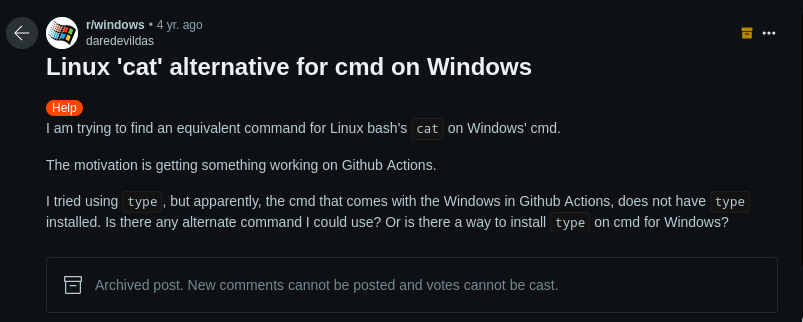 r/windows • 4 yr. ago
daredevildas
Linux 'cat' alternative for cmd on Windows
Help
I am trying to find an equivalent command for Linux bash's cat on Windows' cmd.
The motivation is getting something working on Github Actions.
I tried using type, but apparently, the cmd that comes with the Windows in Github Actions, does not have type
installed. Is there any alternate command I could use? Or is there a way to install type on cmd for Windows?
Archived post. New comments cannot be posted and votes cannot be cast.